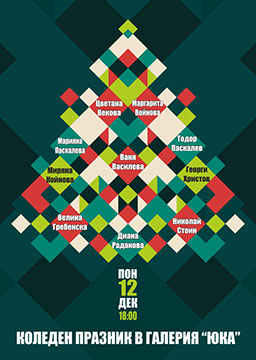 Цветана
Векова
Маргарита
Войнова
Марияна
Паскалева
Тодор
Паскалев
Ваня
Василева
Миряна
Койнова
Георги
Христов
Велина
Гребенска
Николай
Стоин
Диана
Раданова
ПОН
12
ДЕК
18:00
КОЛЕДЕН ПРАЗНИК В ГАЛЕРИЯ "ЮКА"